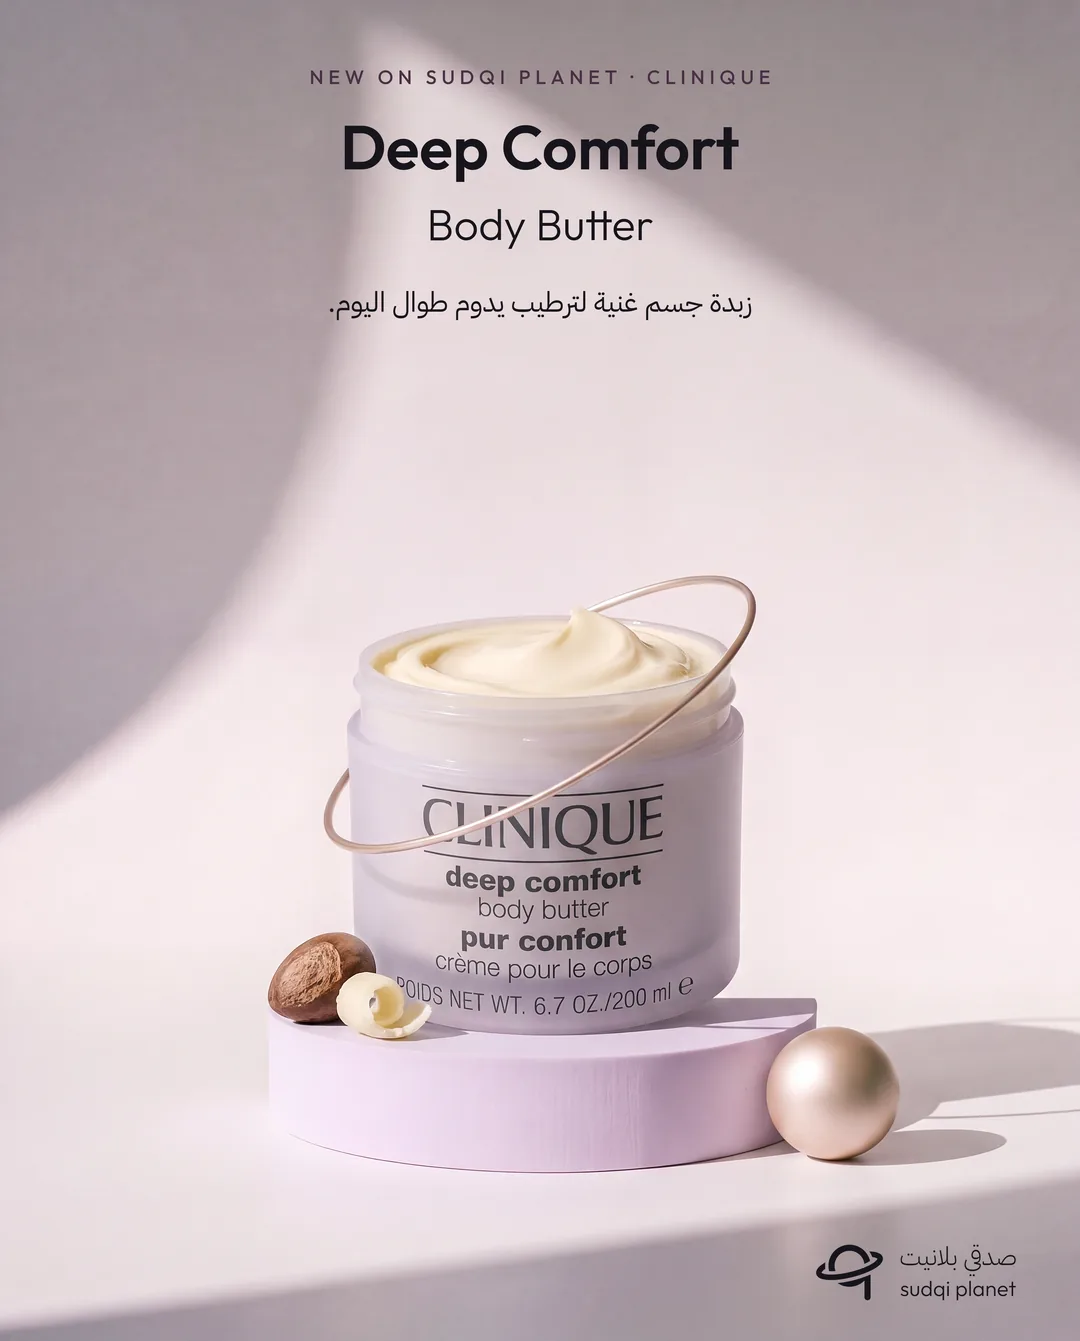 NEW ON SUDQI PLANET · CLINIQUE
Deep Comfort
Body Butter
زبدة جسم غنية لترطيب يدوم طوال اليوم.
CLINIQUE
deep comfort
body butter
pur confort
crème pour le corps
POIDS NET WT. 6.7 OZ./200 ml ℮
صدقي بلانيت
sudqi planet